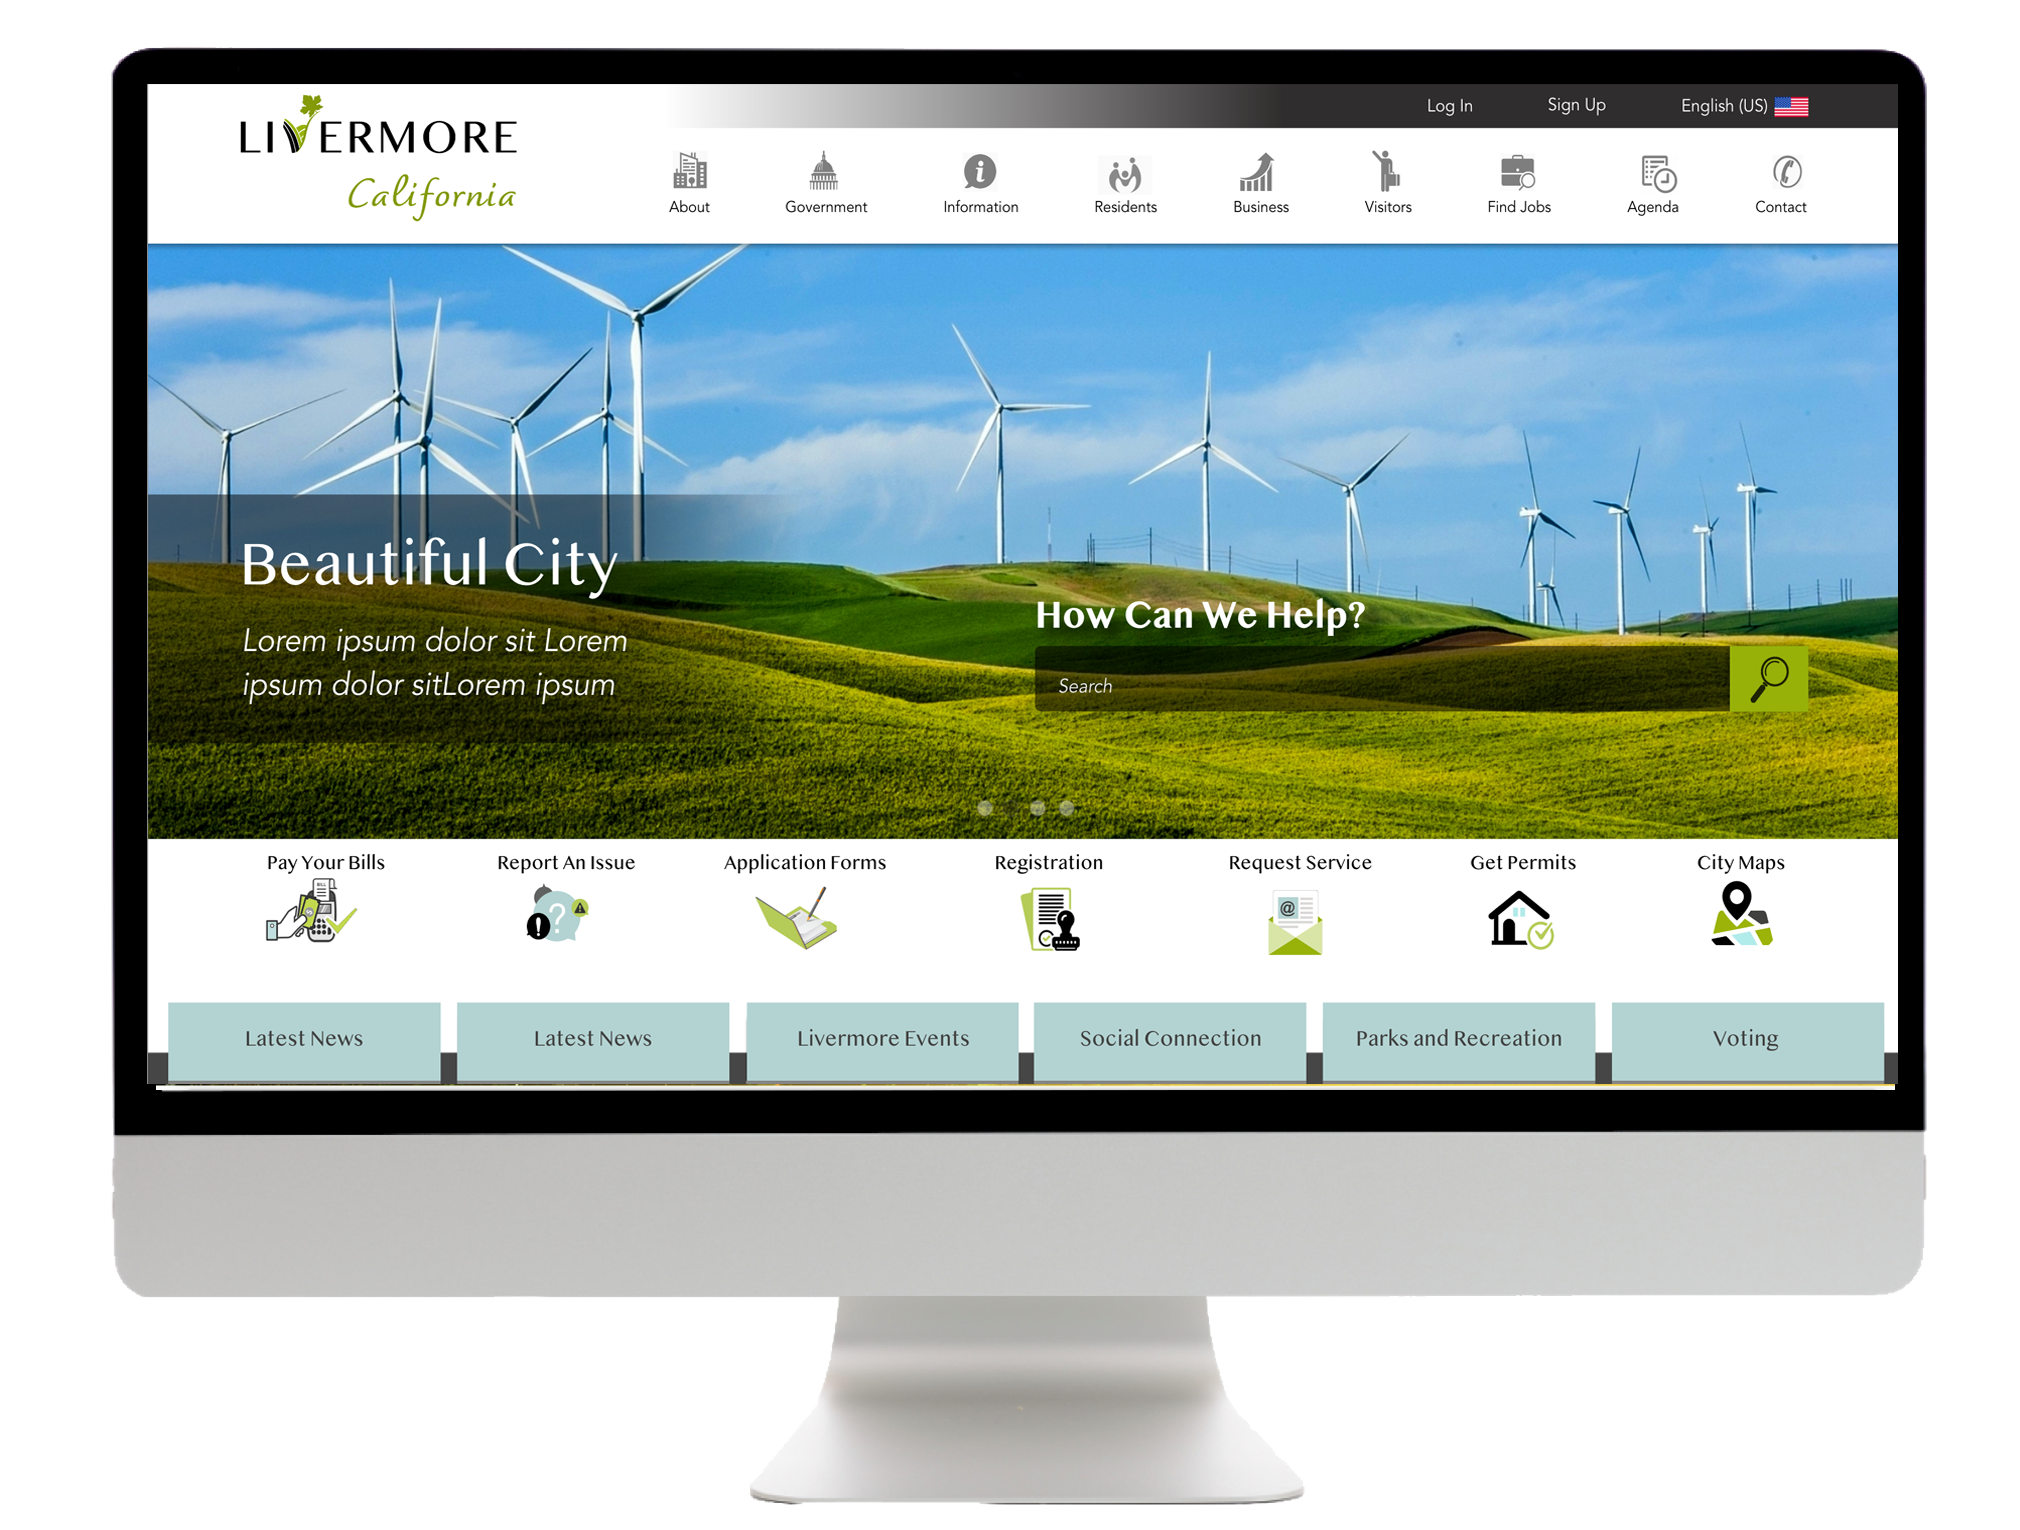 LIVERMORE
California
Log In
Sign Up
English (US)
About
Government
Information
Residents
Business
Visitors
Find Jobs
Agenda
Contact
Beautiful City
Lorem ipsum dolor sit Lorem
ipsum dolor sitLorem ipsum
How Can We Help?
Search
Pay Your Bills
Report An Issue
Application Forms
Registration
Request Service
Get Permits
City Maps
BILL
@
Latest News
Latest News
Livermore Events
Social Connection
Parks and Recreation
Voting